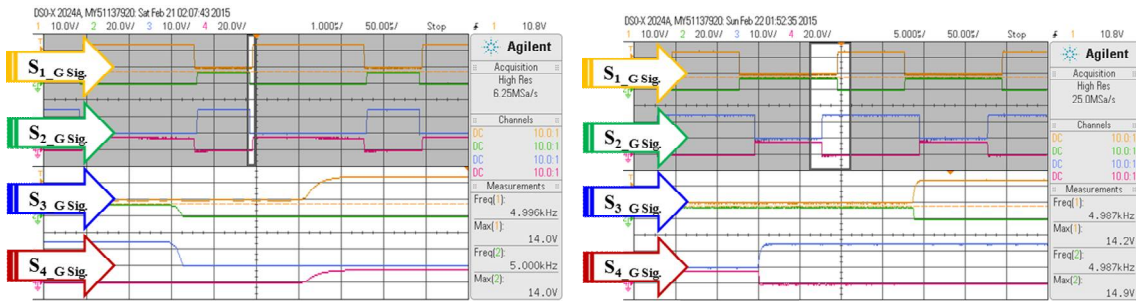 DSO-X 2024A, MY51137920: Sat Feb 21 02:07:43 2015
1 10.0V/ 2 20.0V/ 3 10.0V/ 4 20.0V/ 1.000%/ 50.00%/ Stop 1 10.8V
Agilent
Acquisition
High Res
6.25MSa/s
Channels
DC 10.0:1
DC 10.0:1
DC 10.0:1
DC 10.0:1
Measurements
Freq(1):
4.996kHz
Max(1):
14.0V
Freq(2):
5.000kHz
Max(2):
14.0V
S1_G Sig.
S2_G Sig.
S3_G Sig.
S4_G Sig.
DSO-X 2024A, MY51137920: Sun Feb 22 01:52:35 2015
1 10.0V/ 2 20.0V/ 3 10.0V/ 4 20.0V/ 5.000%/ 50.00%/ Stop 1 10.8V
Agilent
Acquisition
High Res
25.0MSa/s
Channels
DC 10.0:1
DC 10.0:1
DC 10.0:1
DC 10.0:1
Measurements
Freq(1):
4.987kHz
Max(1):
14.2V
Freq(2):
4.987kHz
Max(2):
14.9V
S1_G Sig.
S2_G Sig.
S3_G Sig.
S4_G Sig.